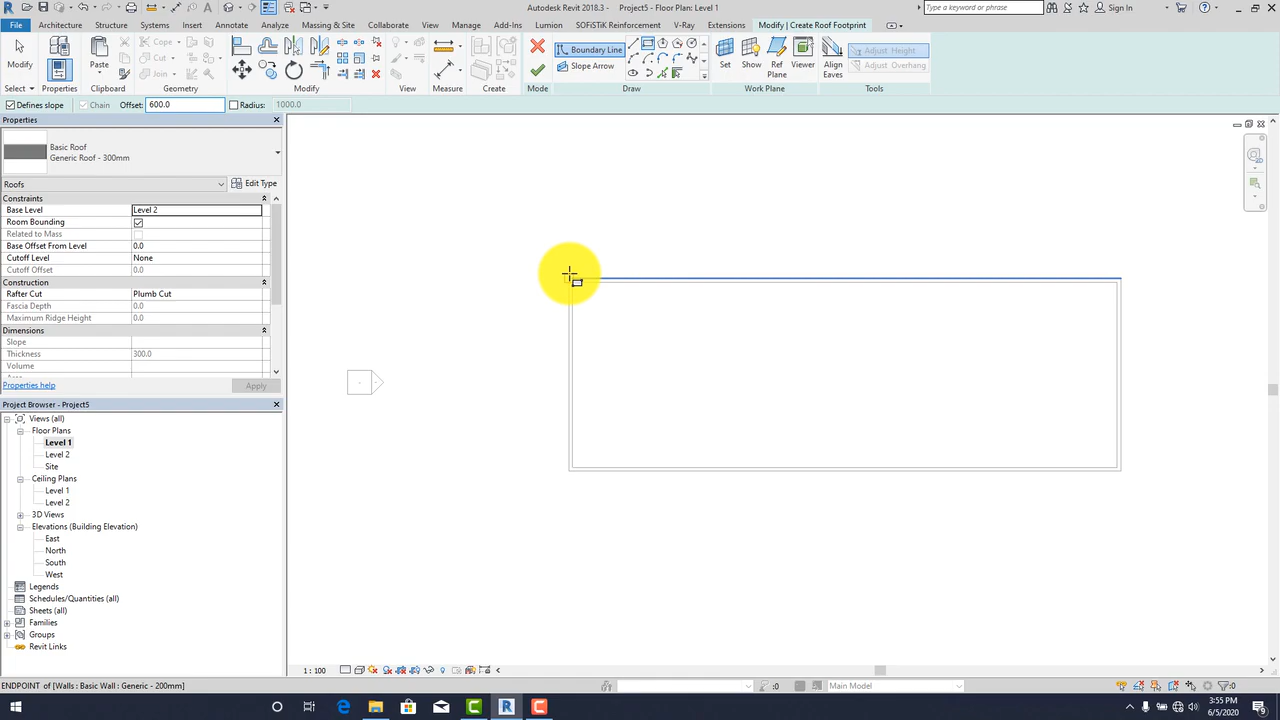 Autodesk Revit 2018.3 - Project5 - Floor Plan: Level 1
Type a keyword or phrase
Sign In
File
Architecture
Structure
Systems
Insert
Annotate
Analyze
Massing & Site
Collaborate
View
Manage
Add-Ins
Lumion
SOFiSTiK Reinforcement
V-Ray
Extensions
Modify | Create Roof Footprint
Modify
Paste
Cope
Cut
Join
Boundary Line
Slope Arrow
Set
Show
Ref
Plane
Viewer
Align
Eaves
Adjust Height
Adjust Overhang
Select
Properties
Clipboard
Geometry
Modify
View
Measure
Create
Mode
Draw
Work Plane
Tools
Defines slope
Chain
Offset:
600.0
Radius:
1000.0
Properties
Basic Roof
Generic Roof - 300mm
Roofs
Edit Type
Constraints
Base Level
Level 2
Room Bounding
Related to Mass
Base Offset From Level
0.0
Cutoff Level
None
Cutoff Offset
0.0
Construction
Rafter Cut
Plumb Cut
Fascia Depth
0.0
Maximum Ridge Height
0.0
Dimensions
Slope
Thickness
300.0
Volume
Properties help
Apply
Project Browser - Project5
Views (all)
Floor Plans
Level 1
Level 2
Site
Ceiling Plans
Level 1
Level 2
3D Views
Elevations (Building Elevation)
East
North
South
West
Legends
Schedules/Quantities (all)
Sheets (all)
Families
Groups
Revit Links
1 : 100
ENDPOINT of [Walls : Basic Wall : Generic - 200mm]
:0
Main Model
:0
3:55 PM
6/5/2020